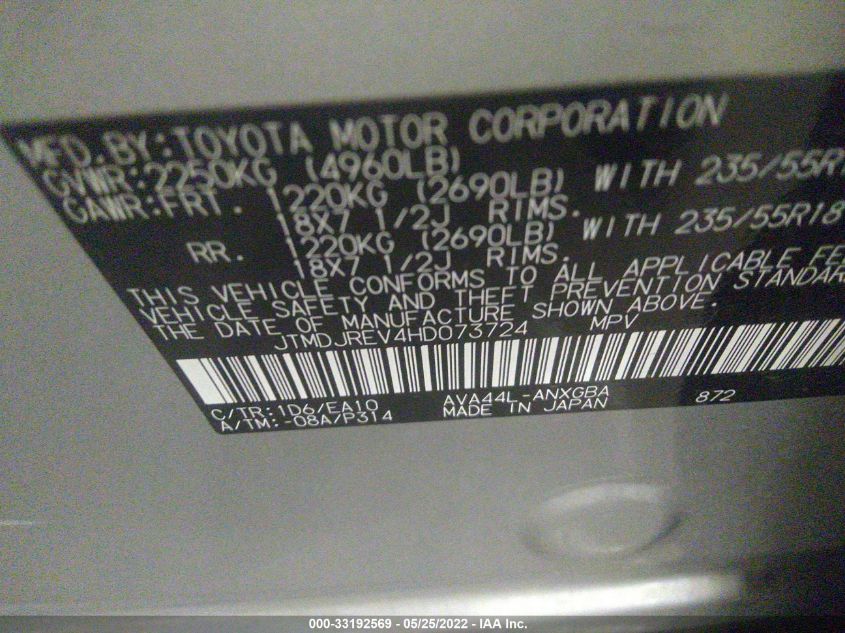 MFD.BY:TOYOTA MOTOR CORPORATION
GVWR:2250KG (4960LB)
GAWR:FRT. 1220KG (2690LB) WITH 235/55R1
18X7 1/2J RIMS.
RR. 1220KG (2690LB) WITH 235/55R18
18X7 1/2J RIMS.
THIS VEHICLE CONFORMS TO ALL APPLICABLE FE
VEHICLE SAFETY AND THEFT PREVENTION STANDAR
THE DATE OF MANUFACTURE SHOWN ABOVE.
JTMDJREV4HD073724 MPV
C/TR:1D6/EA10 AVA44L-ANXGBA 872
A/TM:-08A/P314 MADE IN JAPAN
000-33192569 - 05/25/2022 - IAA Inc.